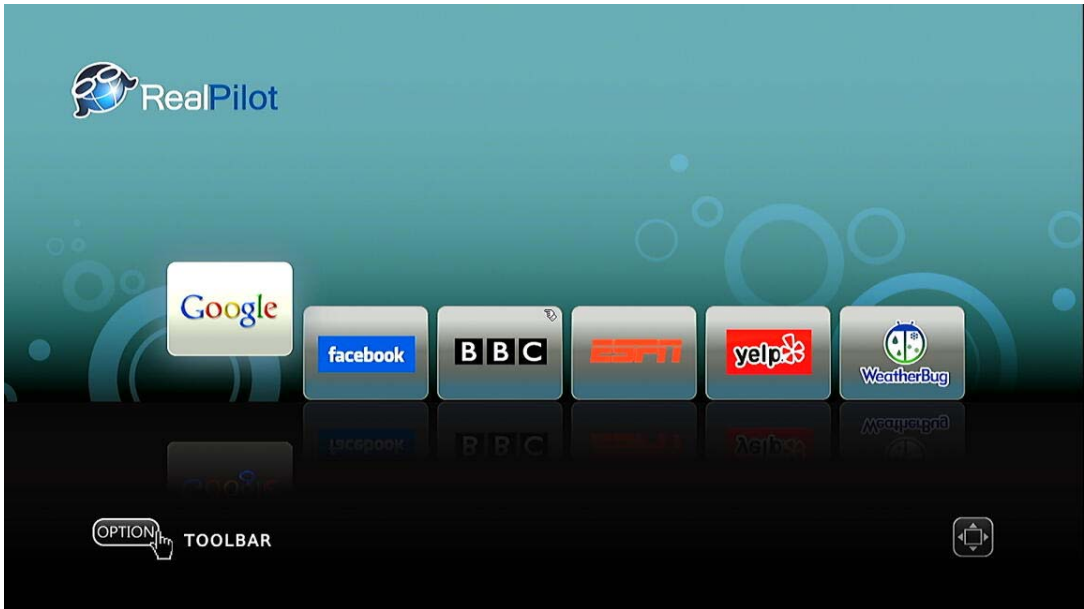 RealPilot
Google
facebook
BBC
ESPN
yelp
WeatherBug
OPTION
TOOLBAR